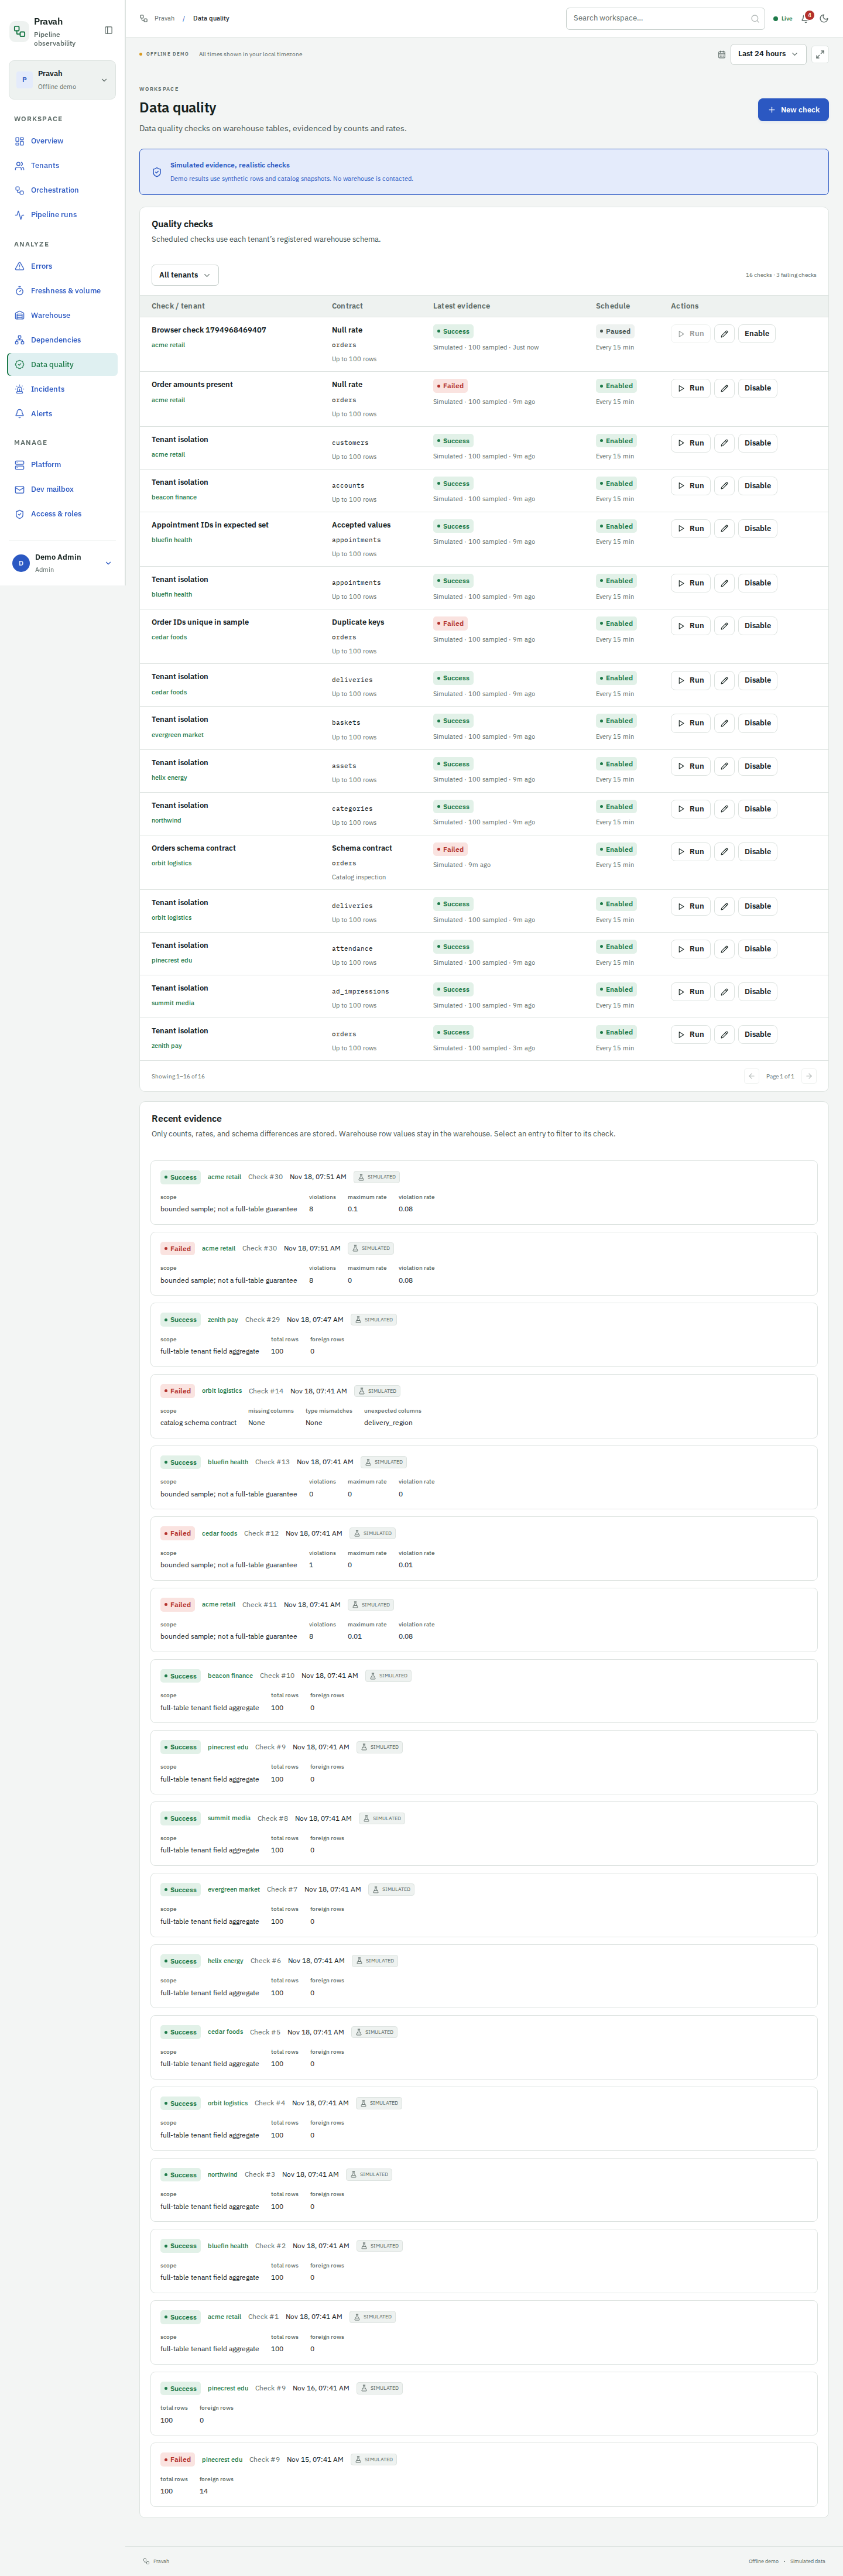 Pravah
Pipeline
observability
P
Pravah
Offline demo
WORKSPACE
Overview
Tenants
Orchestration
Pipeline runs
ANALYZE
Errors
Freshness & volume
Warehouse
Dependencies
Data quality
Incidents
Alerts
MANAGE
Platform
Dev mailbox
Access & roles
D
Demo Admin
Admin
Pravah / Data quality
Search workspace...
Live
4
OFFLINE DEMO All times shown in your local timezone
Last 24 hours
WORKSPACE
Data quality
Data quality checks on warehouse tables, evidenced by counts and rates.
New check
Simulated evidence, realistic checks
Demo results use synthetic rows and catalog snapshots. No warehouse is contacted.
Quality checks
Scheduled checks use each tenant's registered warehouse schema.
All tenants
16 checks · 3 failing checks
Check / tenant Contract Latest evidence Schedule Actions
Browser check 1794968469407 Null rate Success Paused Run Enable
acme retail orders Simulated · 100 sampled · Just now Every 15 min
Up to 100 rows
Order amounts present Null rate Failed Enabled Run Disable
acme retail orders Simulated · 100 sampled · 9m ago Every 15 min
Up to 100 rows
Tenant isolation customers Success Enabled Run Disable
acme retail Up to 100 rows Simulated · 100 sampled · 9m ago Every 15 min
Tenant isolation accounts Success Enabled Run Disable
beacon finance Up to 100 rows Simulated · 100 sampled · 9m ago Every 15 min
Appointment IDs in expected set Accepted values Success Enabled Run Disable
bluefin health appointments Simulated · 100 sampled · 9m ago Every 15 min
Up to 100 rows
Tenant isolation appointments Success Enabled Run Disable
bluefin health Up to 100 rows Simulated · 100 sampled · 9m ago Every 15 min
Order IDs unique in sample Duplicate keys Failed Enabled Run Disable
cedar foods orders Simulated · 100 sampled · 9m ago Every 15 min
Up to 100 rows
Tenant isolation deliveries Success Enabled Run Disable
cedar foods Up to 100 rows Simulated · 100 sampled · 9m ago Every 15 min
Tenant isolation baskets Success Enabled Run Disable
evergreen market Up to 100 rows Simulated · 100 sampled · 9m ago Every 15 min
Tenant isolation assets Success Enabled Run Disable
helix energy Up to 100 rows Simulated · 100 sampled · 9m ago Every 15 min
Tenant isolation categories Success Enabled Run Disable
northwind Up to 100 rows Simulated · 100 sampled · 9m ago Every 15 min
Orders schema contract Schema contract Failed Enabled Run Disable
orbit logistics orders Simulated · 9m ago Every 15 min
Catalog inspection
Tenant isolation deliveries Success Enabled Run Disable
orbit logistics Up to 100 rows Simulated · 100 sampled · 9m ago Every 15 min
Tenant isolation attendance Success Enabled Run Disable
pinecrest edu Up to 100 rows Simulated · 100 sampled · 9m ago Every 15 min
Tenant isolation ad_impressions Success Enabled Run Disable
summit media Up to 100 rows Simulated · 100 sampled · 9m ago Every 15 min
Tenant isolation orders Success Enabled Run Disable
zenith pay Up to 100 rows Simulated · 100 sampled · 3m ago Every 15 min
Showing 1–16 of 16 Page 1 of 1
Recent evidence
Only counts, rates, and schema differences are stored. Warehouse row values stay in the warehouse. Select an entry to filter to its check.
Success acme retail Check #30 Nov 18, 07:51 AM SIMULATED
scope violations maximum rate violation rate
bounded sample; not a full-table guarantee 8 0.1 0.08
Failed acme retail Check #30 Nov 18, 07:51 AM SIMULATED
scope violations maximum rate violation rate
bounded sample; not a full-table guarantee 8 0 0.08
Success zenith pay Check #29 Nov 18, 07:47 AM SIMULATED
scope total rows foreign rows
full-table tenant field aggregate 100 0
Failed orbit logistics Check #14 Nov 18, 07:41 AM SIMULATED
scope missing columns type mismatches unexpected columns
catalog schema contract None None delivery_region
Success bluefin health Check #13 Nov 18, 07:41 AM SIMULATED
scope violations maximum rate violation rate
bounded sample; not a full-table guarantee 0 0 0
Failed cedar foods Check #12 Nov 18, 07:41 AM SIMULATED
scope violations maximum rate violation rate
bounded sample; not a full-table guarantee 1 0 0.01
Failed acme retail Check #11 Nov 18, 07:41 AM SIMULATED
scope violations maximum rate violation rate
bounded sample; not a full-table guarantee 8 0.01 0.08
Success beacon finance Check #10 Nov 18, 07:41 AM SIMULATED
scope total rows foreign rows
full-table tenant field aggregate 100 0
Success pinecrest edu Check #9 Nov 18, 07:41 AM SIMULATED
scope total rows foreign rows
full-table tenant field aggregate 100 0
Success summit media Check #8 Nov 18, 07:41 AM SIMULATED
scope total rows foreign rows
full-table tenant field aggregate 100 0
Success evergreen market Check #7 Nov 18, 07:41 AM SIMULATED
scope total rows foreign rows
full-table tenant field aggregate 100 0
Success helix energy Check #6 Nov 18, 07:41 AM SIMULATED
scope total rows foreign rows
full-table tenant field aggregate 100 0
Success cedar foods Check #5 Nov 18, 07:41 AM SIMULATED
scope total rows foreign rows
full-table tenant field aggregate 100 0
Success orbit logistics Check #4 Nov 18, 07:41 AM SIMULATED
scope total rows foreign rows
full-table tenant field aggregate 100 0
Success northwind Check #3 Nov 18, 07:41 AM SIMULATED
scope total rows foreign rows
full-table tenant field aggregate 100 0
Success bluefin health Check #2 Nov 18, 07:41 AM SIMULATED
scope total rows foreign rows
full-table tenant field aggregate 100 0
Success acme retail Check #1 Nov 18, 07:41 AM SIMULATED
scope total rows foreign rows
full-table tenant field aggregate 100 0
Success pinecrest edu Check #9 Nov 16, 07:41 AM SIMULATED
total rows foreign rows
100 0
Failed pinecrest edu Check #9 Nov 15, 07:41 AM SIMULATED
total rows foreign rows
100 14
Pravah Offline demo · Simulated data